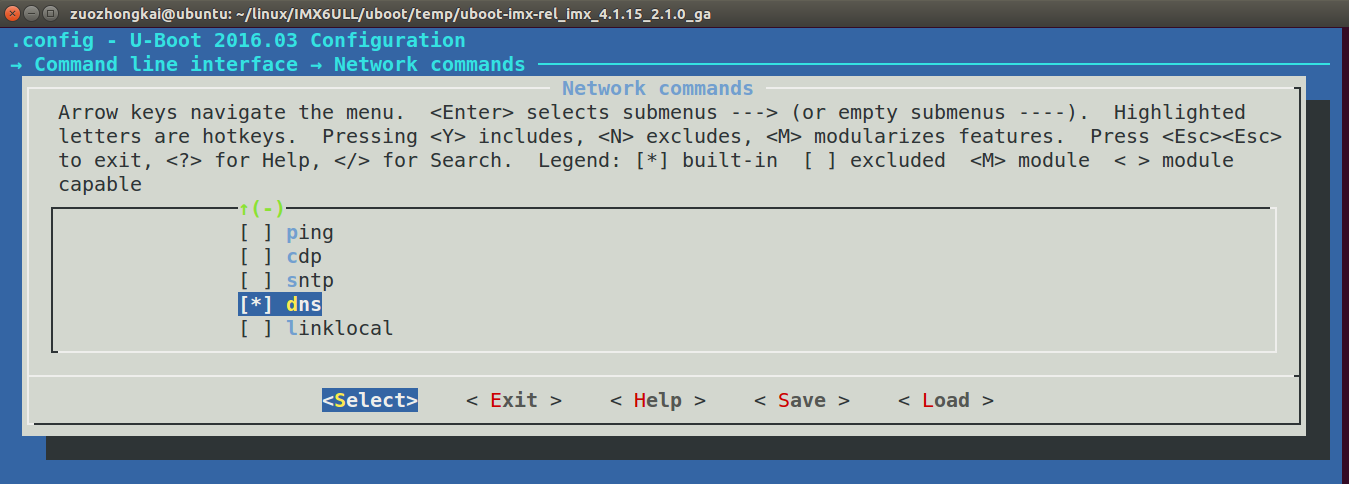 zuozhongkai@ubuntu: ~/linux/IMX6ULL/uboot/temp/uboot-imx-rel_imx_4.1.15_2.1.0_ga
.config - U-Boot 2016.03 Configuration
→ Command line interface → Network commands
Network commands
Arrow keys navigate the menu.  <Enter> selects submenus ---> (or empty submenus ----).  Highlighted
letters are hotkeys.  Pressing <Y> includes, <N> excludes, <M> modularizes features.  Press <Esc><Esc>
to exit, <?> for Help, </> for Search.  Legend: [*] built-in  [ ] excluded  <M> module  < > module
capable
↑(-)
[ ] ping
[ ] cdp
[ ] sntp
[*] dns
[ ] linklocal
<Select>    < Exit >    < Help >    < Save >    < Load >